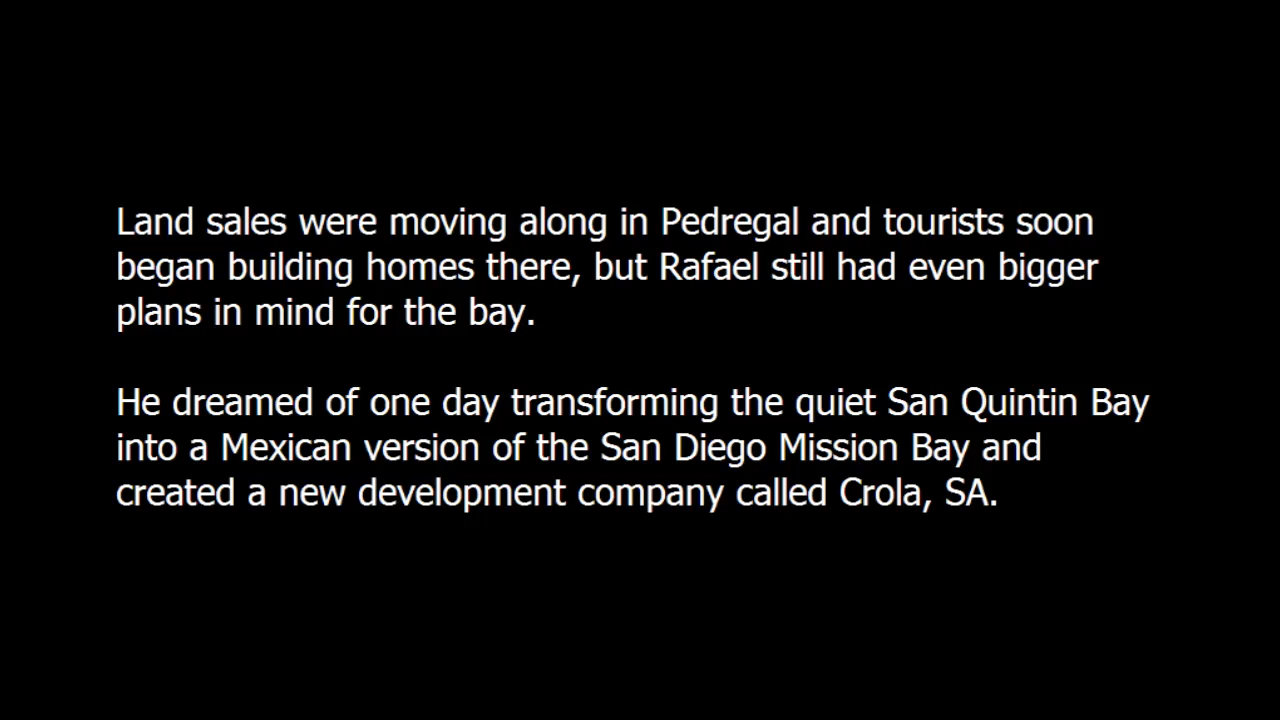 Land sales were moving along in Pedregal and tourists soon
began building homes there, but Rafael still had even bigger
plans in mind for the bay.
He dreamed of one day transforming the quiet San Quintin Bay
into a Mexican version of the San Diego Mission Bay and
created a new development company called Crola, SA.